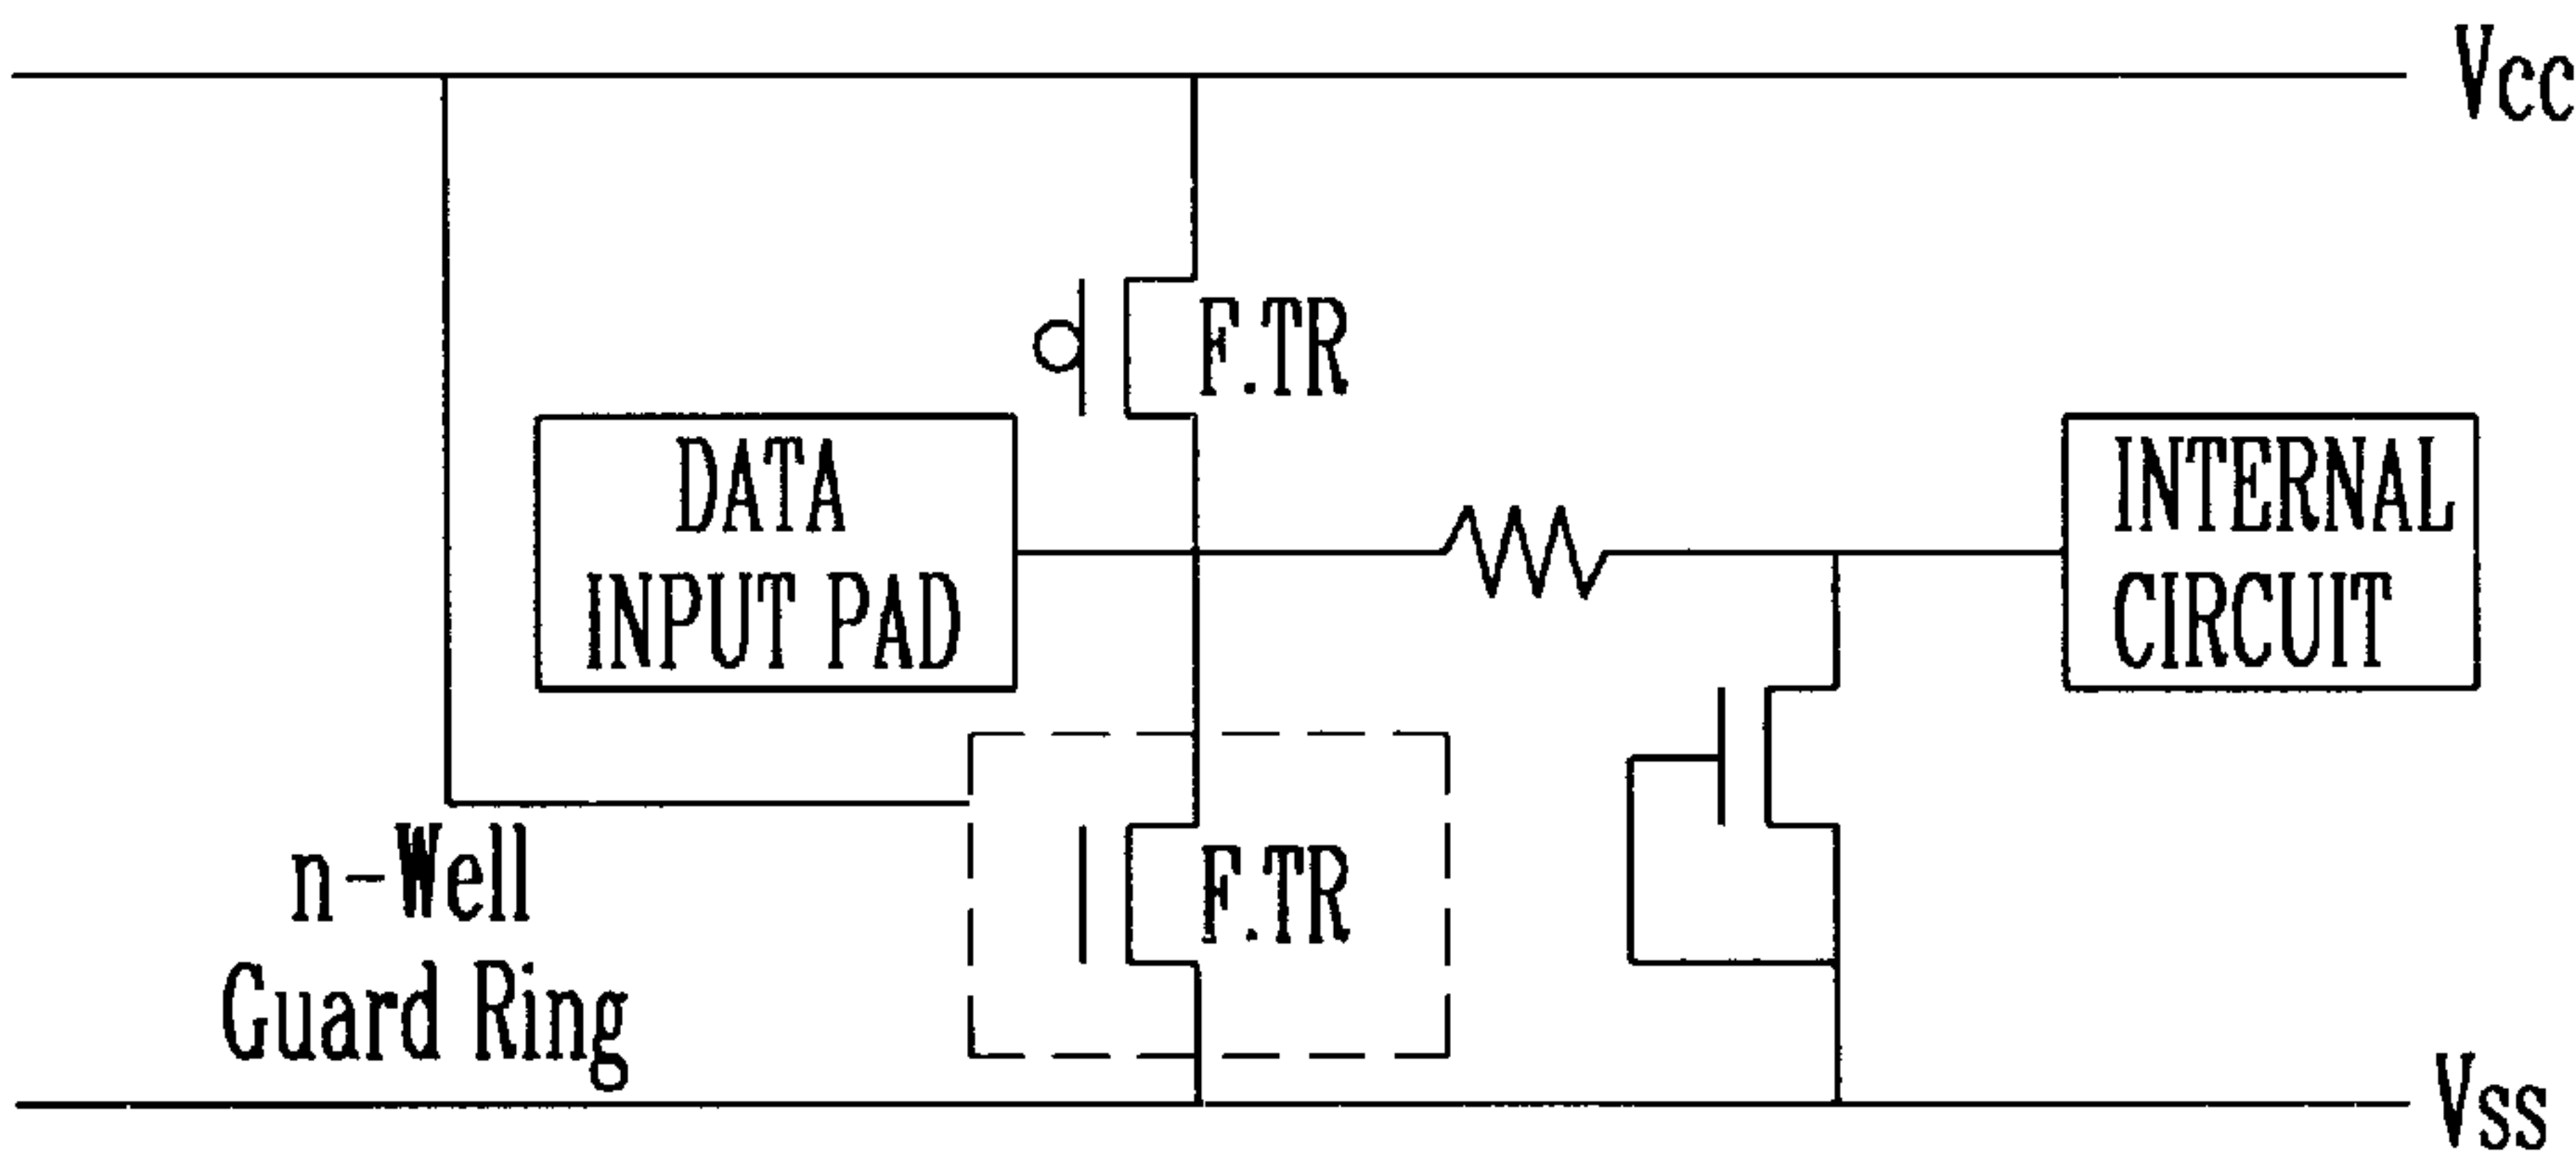 Vcc
F.TR
DATA
INPUT PAD
INTERNAL
CIRCUIT
n-Well
Guard Ring
F.TR
Vss